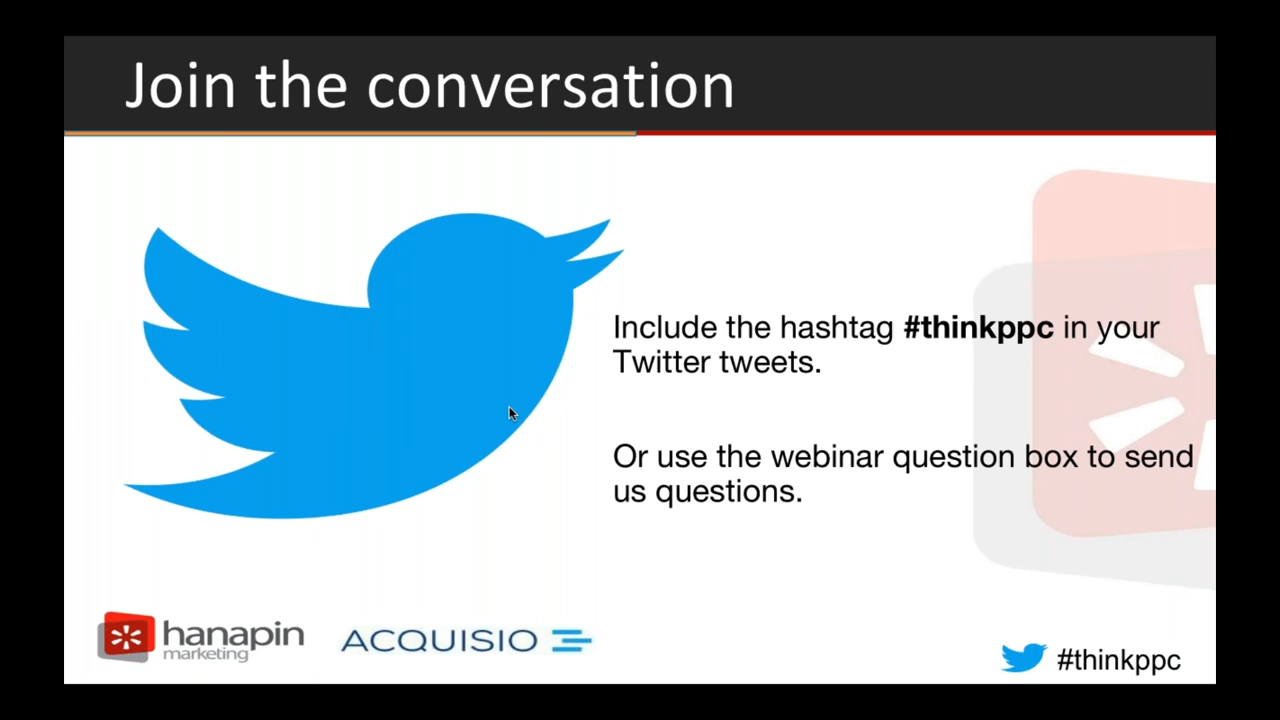 Join the conversation
Include the hashtag #thinkppc in your
Twitter tweets.
Or use the webinar question box to send
us questions.
hanapin
marketing
ACQUISIO
#thinkppc